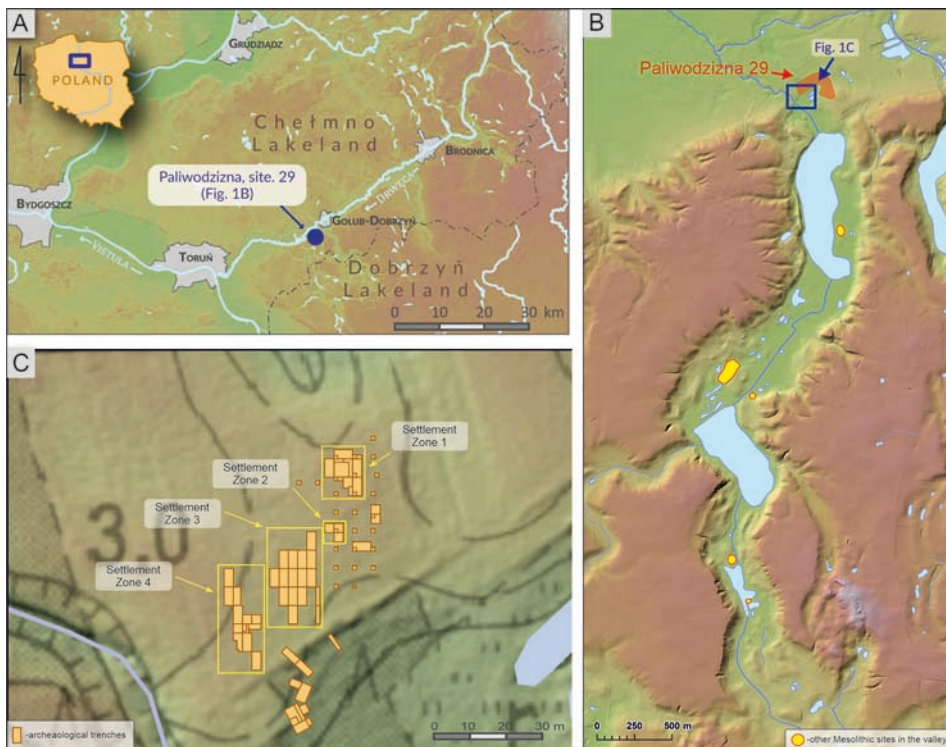 A
POLAND
GRUDZIĄDZ
Chełmno
Lakeland
BRODNICA
Paliwodzizna, site. 29
(Fig. 1B)
DRWĘCA
GOLUB-DOBRZYŃ
BYDGOSZCZ
VISTULA
TORUŃ
Dobrzyń
Lakeland
0 10 20 30 km
B
Fig. 1C
Paliwodzizna 29
0 250 500 m
-other Mesolithic sites in the valley
C
Settlement
Zone 1
Settlement
Zone 2
Settlement
Zone 3
3.0
Settlement
Zone 4
-archeaological trenches
0 10 20 30 m